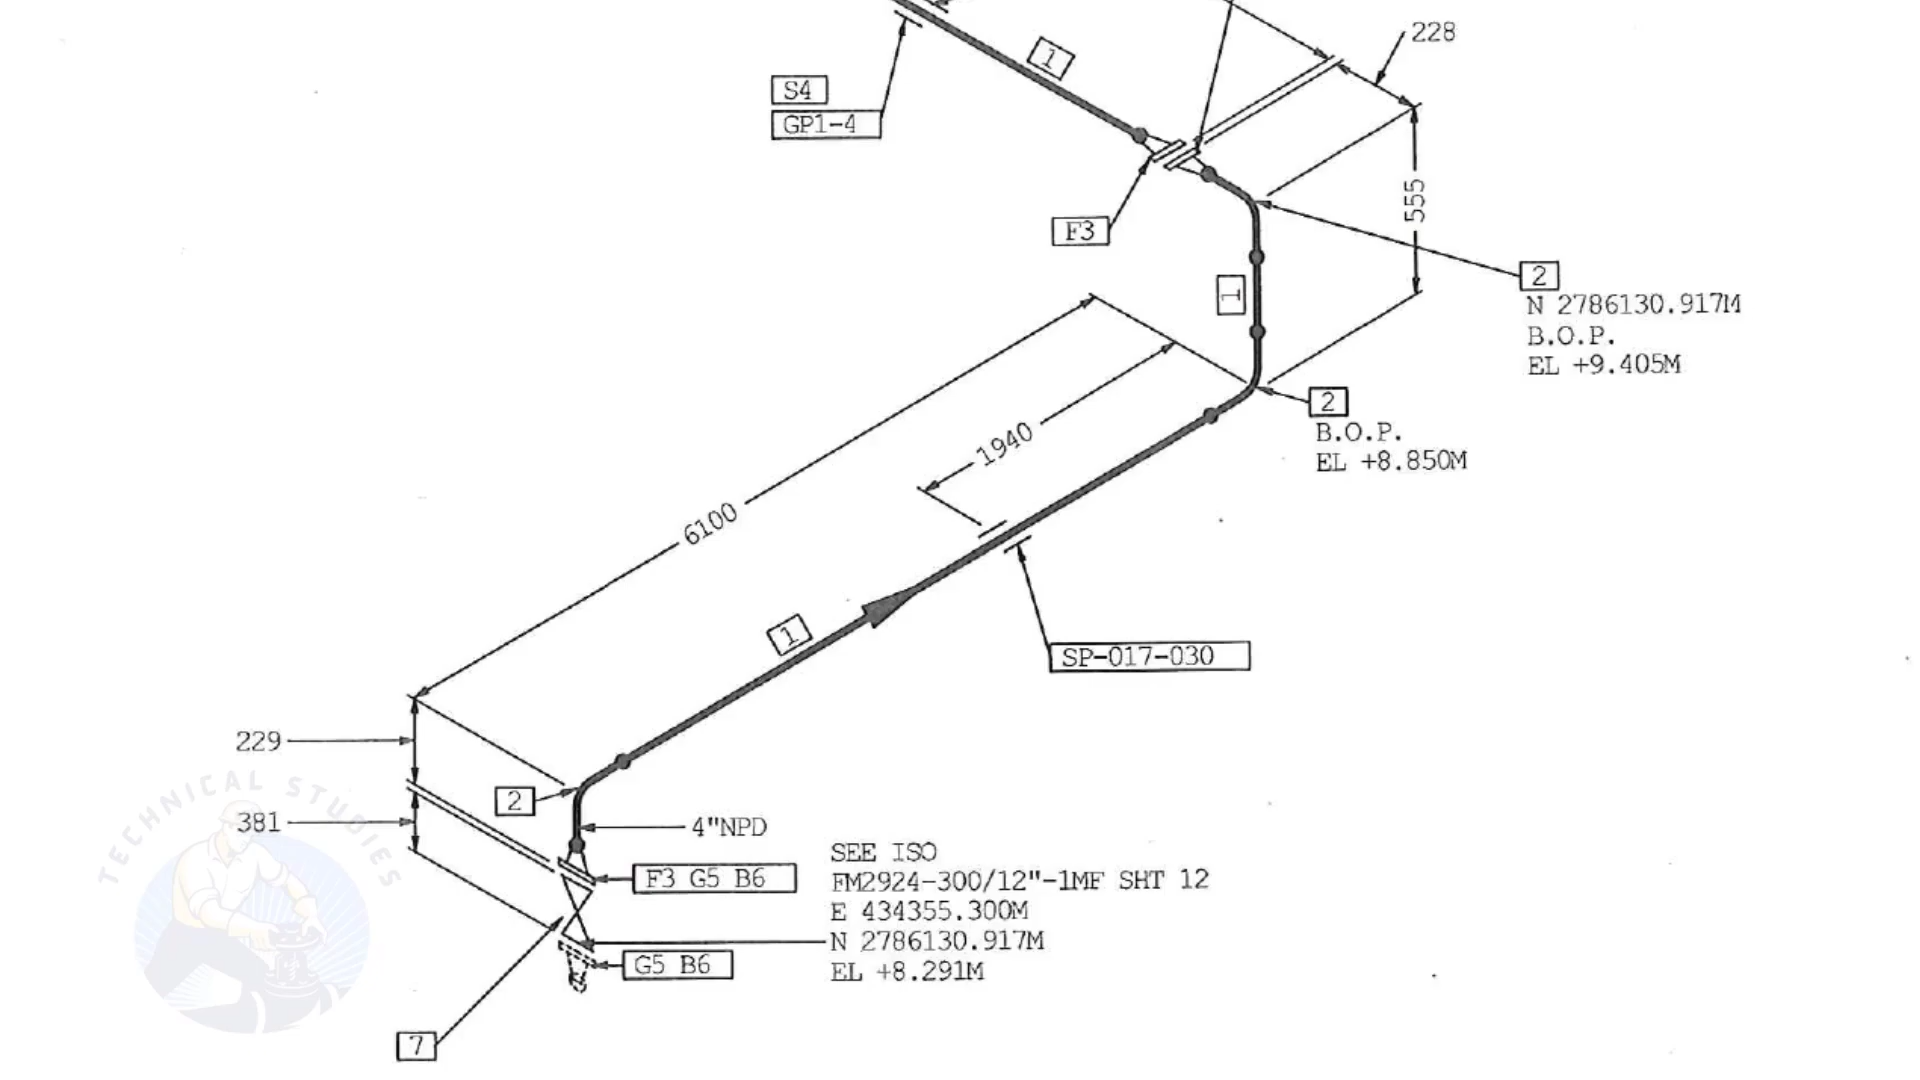 228
1
S4
GP1-4
555
F3
2
N 2786130.917M
B.O.P.
EL +9.405M
1
2
B.O.P.
EL +8.850M
1940
6100
1
SP-017-030
229
2
381
4"NPD
F3 G5 B6
SEE ISO
FM2924-300/12"-1MF SHT 12
E 434355.300M
N 2786130.917M
EL +8.291M
G5 B6
7
TECHNICAL STUDIES